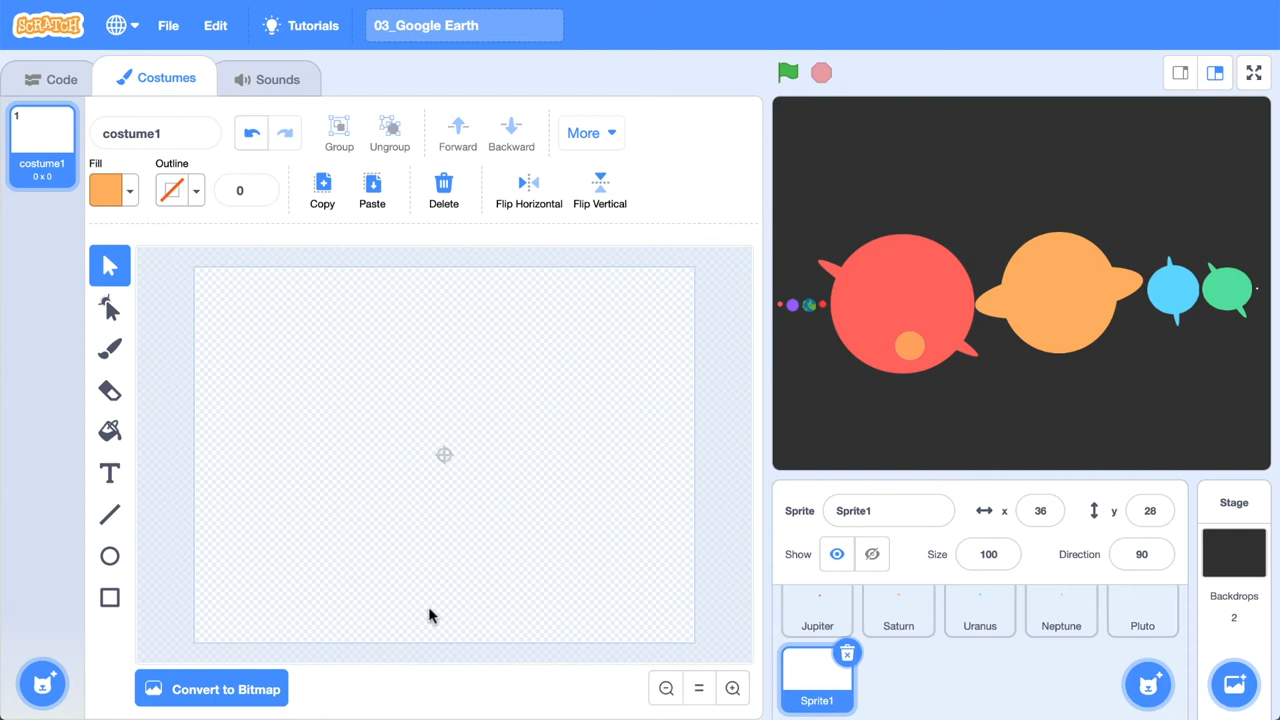 SCRATCH
File
Edit
Tutorials
03_Google Earth
Code
Costumes
Sounds
1
costume1
0 x 0
costume1
Group
Ungroup
Forward
Backward
More
Fill
Outline
0
Copy
Paste
Delete
Flip Horizontal
Flip Vertical
T
Convert to Bitmap
Sprite
Sprite1
x
36
y
28
Show
Size
100
Direction
90
Jupiter
Saturn
Uranus
Neptune
Pluto
Sprite1
Stage
Backdrops
2